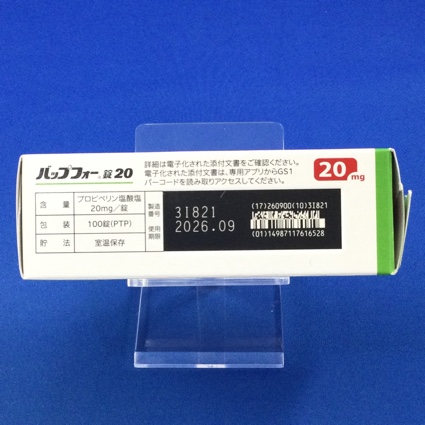 バップフォー®錠20
詳細は電子化された添付文書をご確認ください。
電子化された添付文書は、専用アプリからGS1
バーコードを読み取りアクセスしてください。
20mg
含 量 プロピベリン塩酸塩
20mg/錠
包 装 100錠(PTP)
貯 法 室温保存
製造番号 3I821
使用期限 2026.09
(17)260900(10)3I821
(01)14987117616528